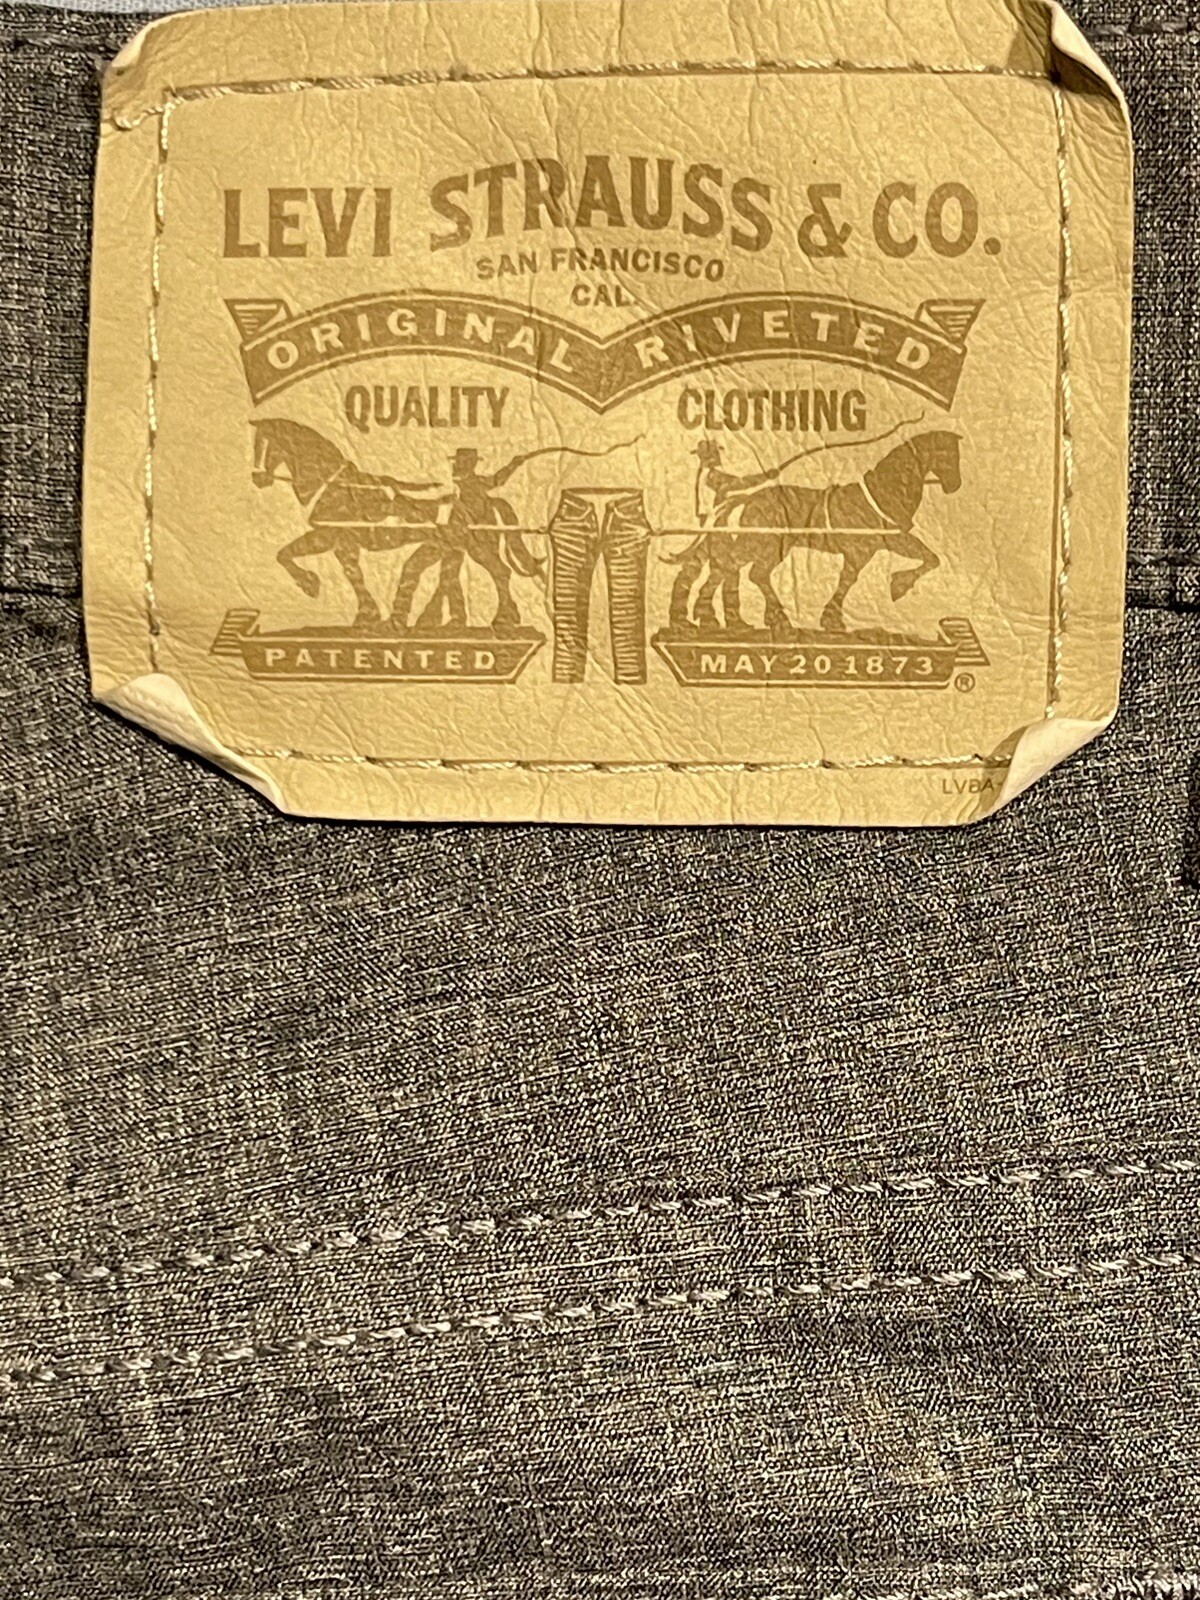 LEVI STRAUSS & CO.
SAN FRANCISCO
CAL.
ORIGINAL RIVETED
QUALITY CLOTHING
PATENTED MAY 20 1873
®
LVBA-